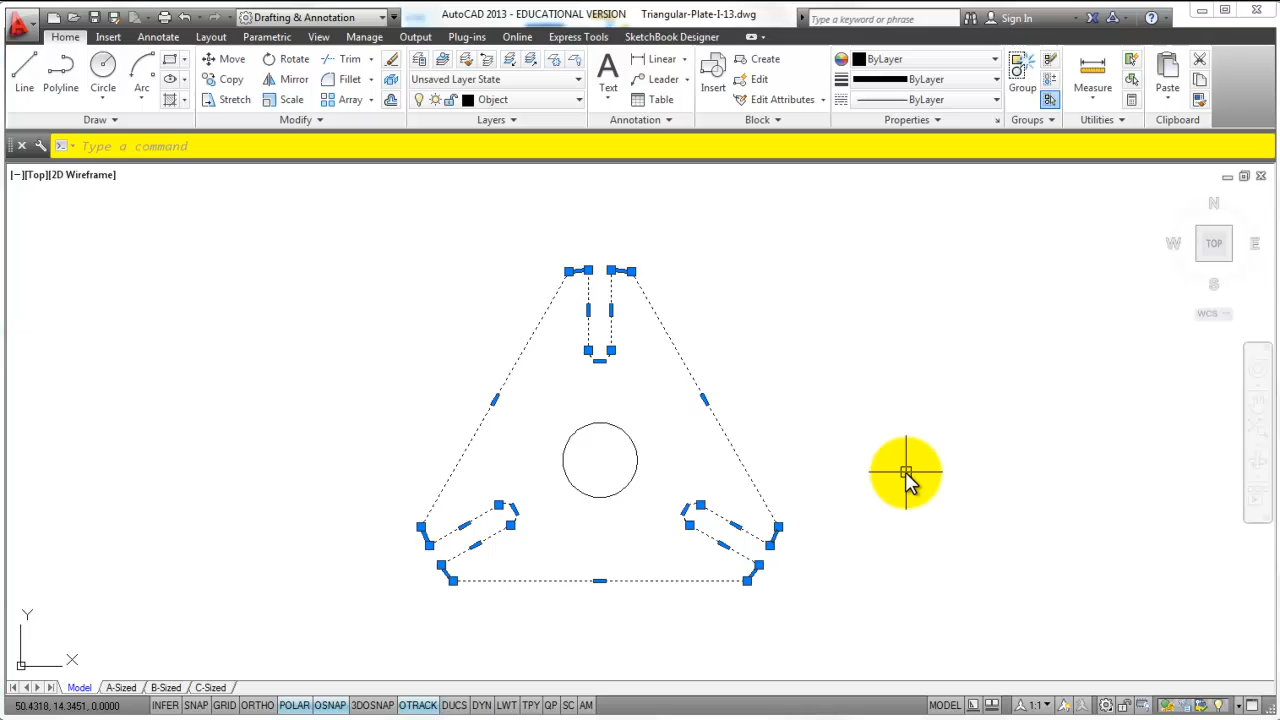 Drafting & Annotation
AutoCAD 2013 - EDUCATIONAL VERSION Triangular-Plate-I-13.dwg
Type a keyword or phrase
Sign In
Home Insert Annotate Layout Parametric View Manage Output Plug-ins Online Express Tools SketchBook Designer
Line
Polyline
Circle
Arc
Draw
Move
Rotate
Trim
Copy
Mirror
Fillet
Stretch
Scale
Array
Modify
Unsaved Layer State
Object
Layers
Text
Linear
Leader
Table
Annotation
Insert
Create
Edit
Edit Attributes
Block
ByLayer
ByLayer
ByLayer
Properties
Group
Groups
Measure
Utilities
Paste
Clipboard
Type a command
[−][Top][2D Wireframe]
N
W
TOP
E
S
WCS
Y
X
Model A-Sized B-Sized C-Sized
50.4318, 14.3451, 0.0000 INFER SNAP GRID ORTHO POLAR OSNAP 3DOSNAP OTRACK DUCS DYN LWT TPY QP SC AM MODEL 1:1